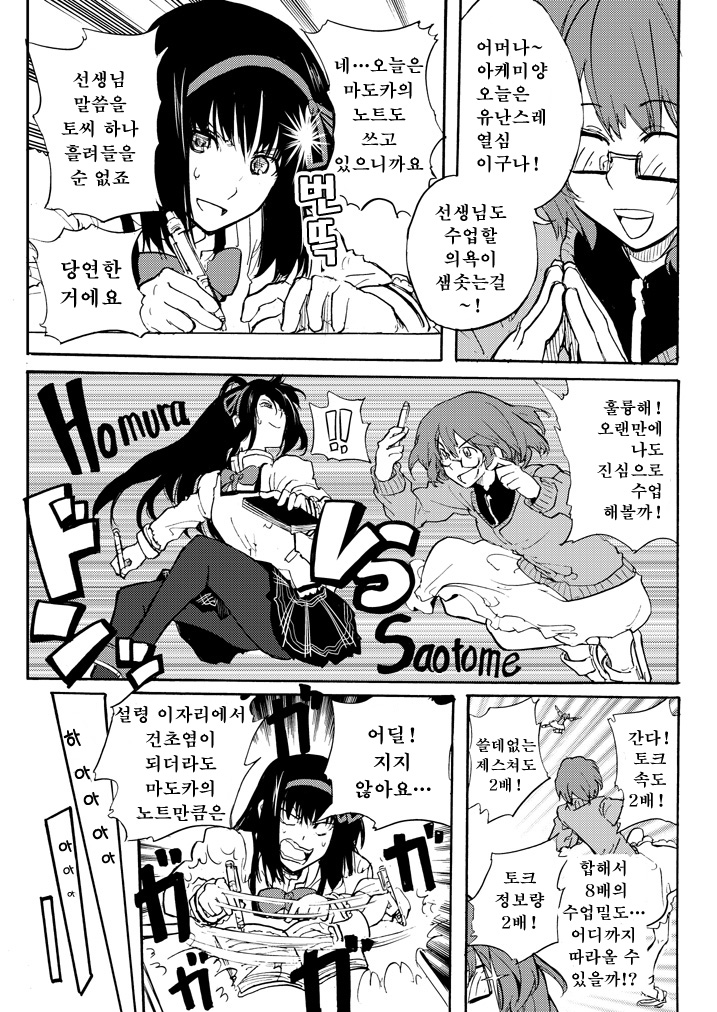 어머나~
아케미양
오늘은
유난스레
열심
이구나!
선생님도
수업할
의욕이
샘솟는걸
~!
네…오늘은
마도카의
노트도
쓰고
있으니까요
선생님
말씀을
토씨 하나
흘려들을
순 없죠
당연한
거에요
훌륭해!
오랜만에
나도
진심으로
수업
해볼까!
!!
Homura
VS
Saotome
ドドン
간다!
토크
속도
2배!
쓸데없는
제스쳐도
2배!
토크
정보량
2배!
합해서
8배의
수업밀도…
어디까지
따라올 수
있을까!?
어딜!
지지
않아요…
설령 이자리에서
건초염이
되더라도
마도카의
노트만큼은
ガガガガガ
하아아아아
아아아